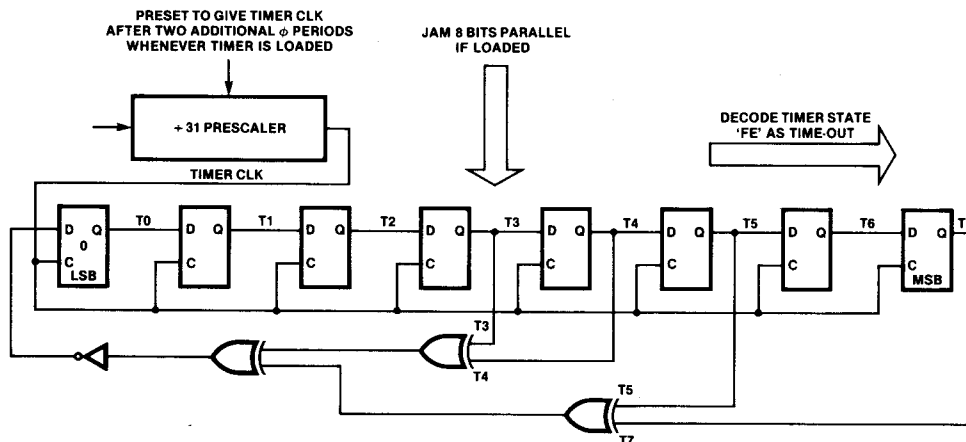 PRESET TO GIVE TIMER CLK
AFTER TWO ADDITIONAL ϕ PERIODS
WHENEVER TIMER IS LOADED
JAM 8 BITS PARALLEL
IF LOADED
÷ 31 PRESCALER
DECODE TIMER STATE
'FE' AS TIME-OUT
TIMER CLK
D Q T0 D Q T1 D Q T2 D Q T3 D Q T4 D Q T5 D Q T6 D Q
0
C C C C C C C C
LSB MSB
T3
T4
T5
T7